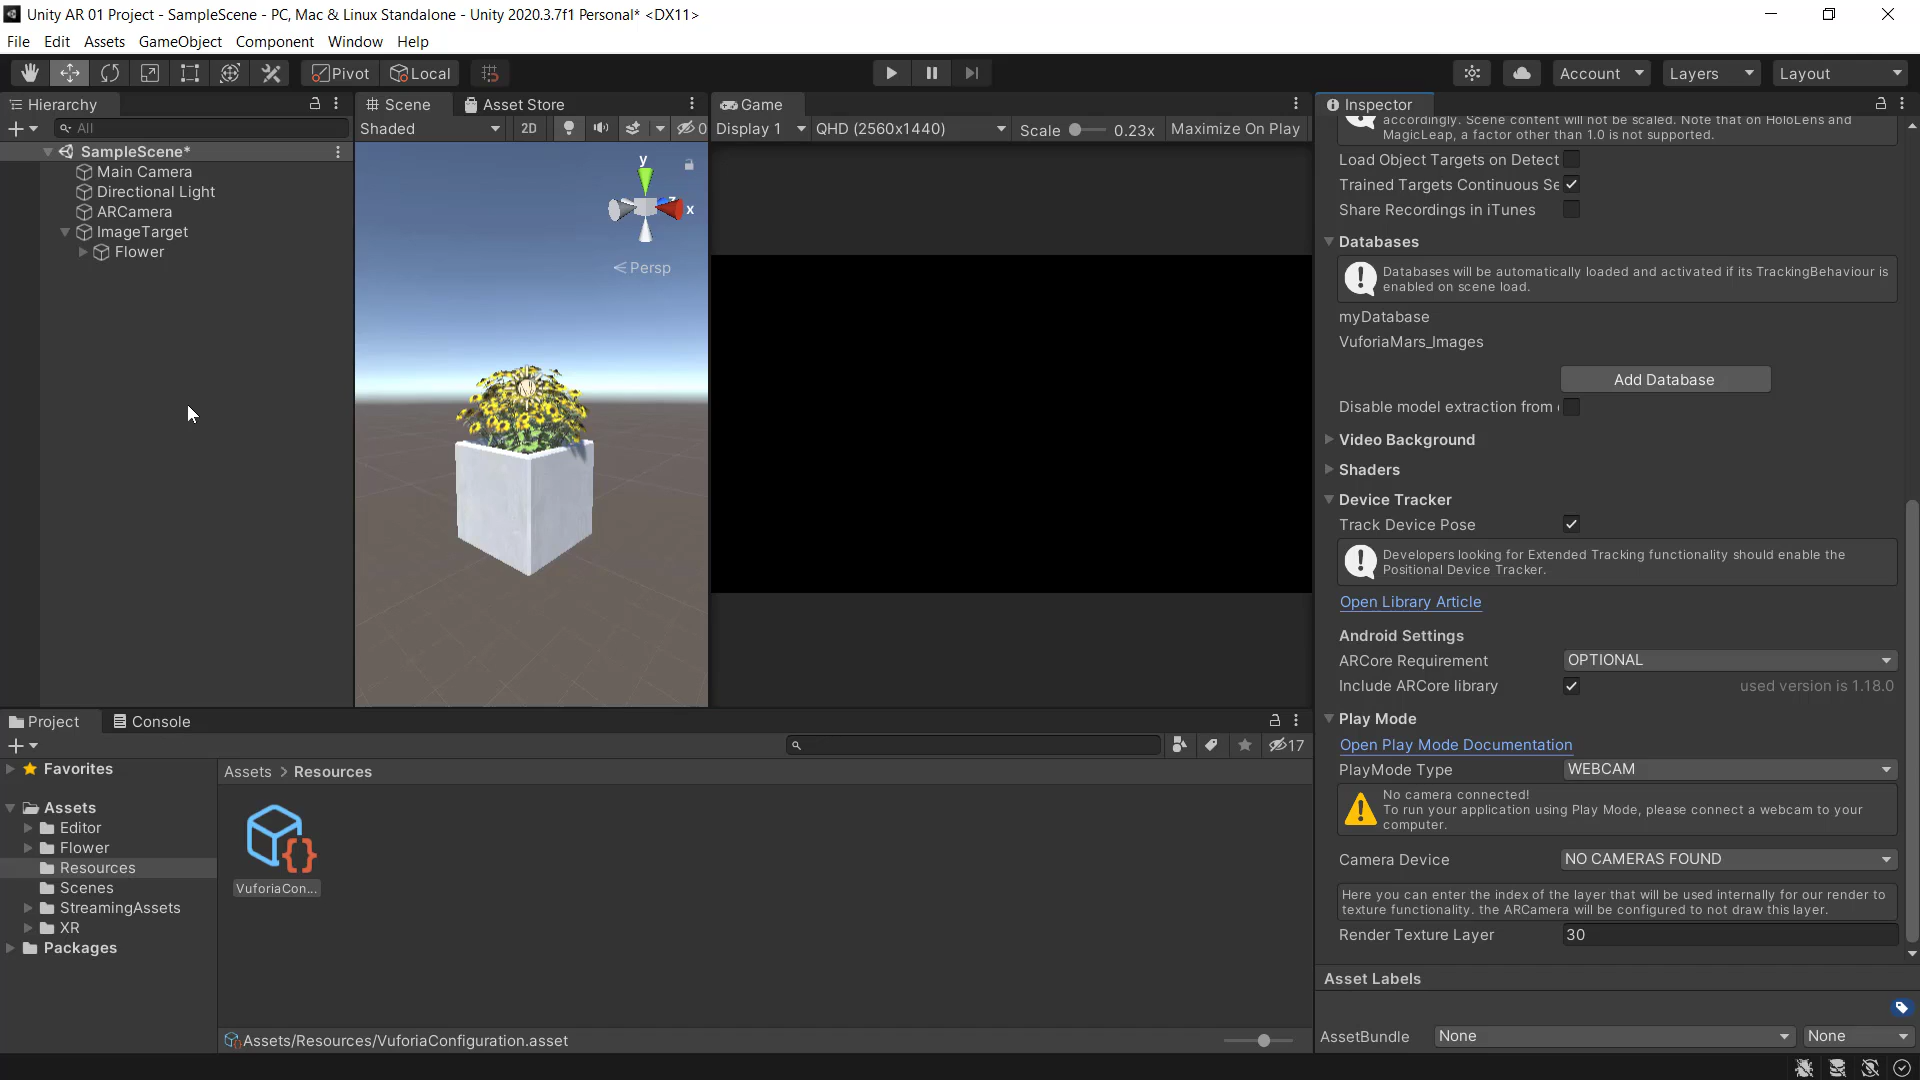 Unity AR 01 Project - SampleScene - PC, Mac & Linux Standalone - Unity 2020.3.7f1 Personal* <DX11>
File Edit Assets GameObject Component Window Help
Pivot Local Account Layers Layout
Hierarchy
All
SampleScene*
Main Camera
Directional Light
ARCamera
ImageTarget
Flower
Scene Asset Store
Shaded 2D 0
y
x
< Persp
Game
Display 1 QHD (2560x1440) Scale 0.23x Maximize On Play
Inspector
accordingly. Scene content will not be scaled. Note that on HoloLens and
MagicLeap, a factor other than 1.0 is not supported.
Load Object Targets on Detect
Trained Targets Continuous Se
Share Recordings in iTunes
Databases
Databases will be automatically loaded and activated if its TrackingBehaviour is
enabled on scene load.
myDatabase
VuforiaMars_Images
Add Database
Disable model extraction from
Video Background
Shaders
Device Tracker
Track Device Pose
Developers looking for Extended Tracking functionality should enable the
Positional Device Tracker.
Open Library Article
Android Settings
ARCore Requirement OPTIONAL
Include ARCore library used version is 1.18.0
Play Mode
Open Play Mode Documentation
PlayMode Type WEBCAM
No camera connected!
To run your application using Play Mode, please connect a webcam to your
computer.
Camera Device NO CAMERAS FOUND
Here you can enter the index of the layer that will be used internally for our render to
texture functionality. the ARCamera will be configured to not draw this layer.
Render Texture Layer 30
Asset Labels
AssetBundle None None
Project Console
17
Favorites
Assets
Editor
Flower
Resources
Scenes
StreamingAssets
XR
Packages
Assets > Resources
VuforiaCon...
Assets/Resources/VuforiaConfiguration.asset